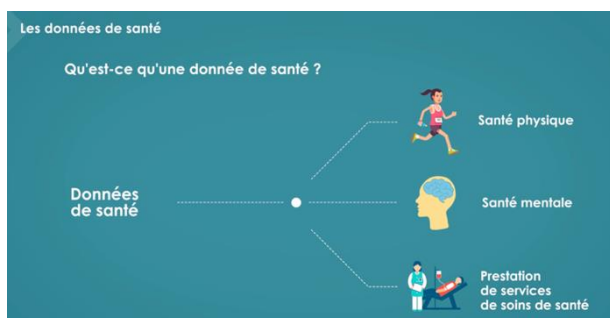 Les données de santé
Qu'est-ce qu'une donnée de santé ?
Santé physique
Données
de santé
Santé mentale
Prestation
de services
de soins de santé